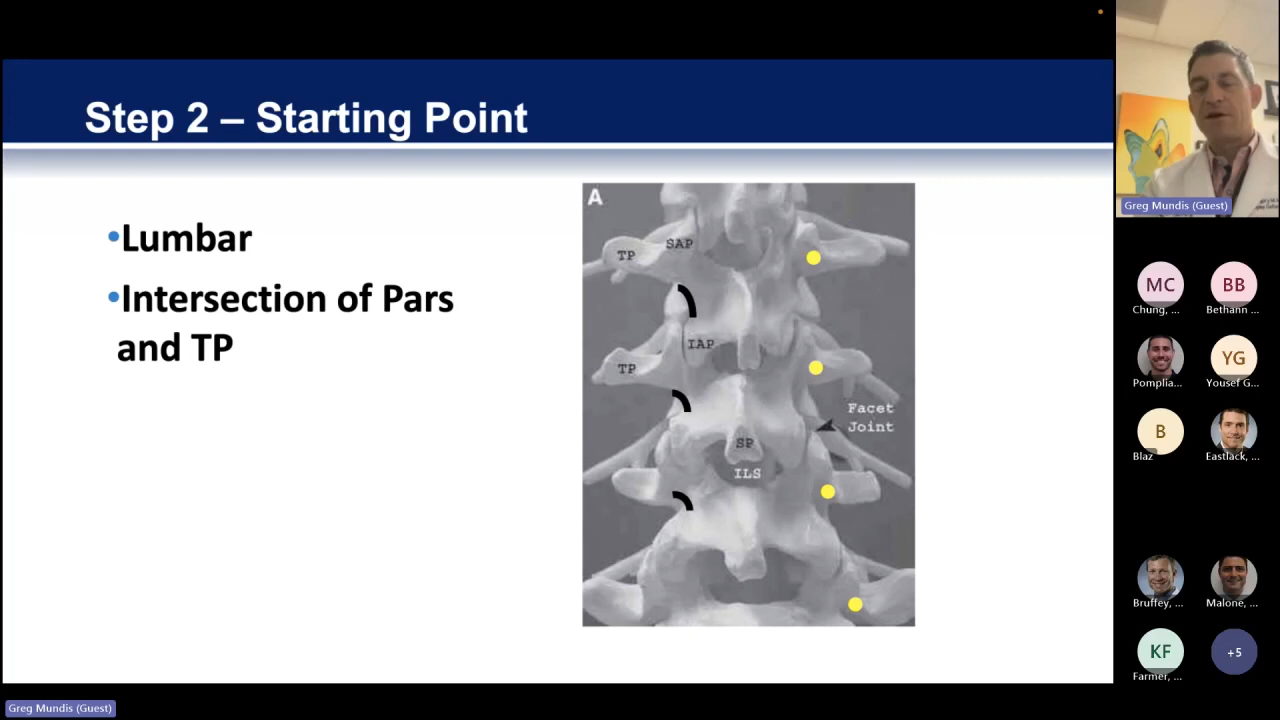 Step 2 – Starting Point
•Lumbar
•Intersection of Pars
and TP
A
SAP
TP
IAP
TP
Facet
Joint
SP
ILS
Greg Mundis (Guest)
MC
BB
Chung, ...
Bethann ...
YG
Pomplia...
Yousef G...
B
Blaz
Eastlack, ...
Bruffey, ...
Malone, ...
KF
+5
Farmer, ...
Greg Mundis (Guest)